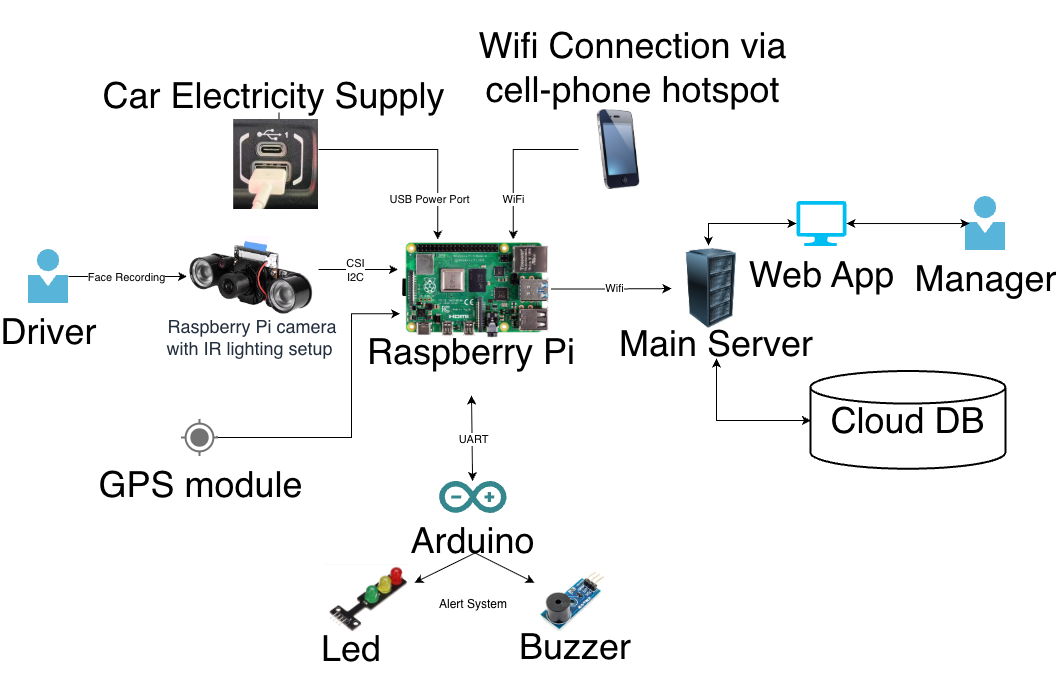 Wifi Connection via
cell-phone hotspot
Car Electricity Supply
1
USB Power Port
WiFi
Face Recording
CSI
I2C
Wifi
Driver
Raspberry Pi camera
with IR lighting setup
Raspberry Pi
Main Server
Web App
Manager
Cloud DB
GPS module
UART
Arduino
Alert System
Led
Buzzer